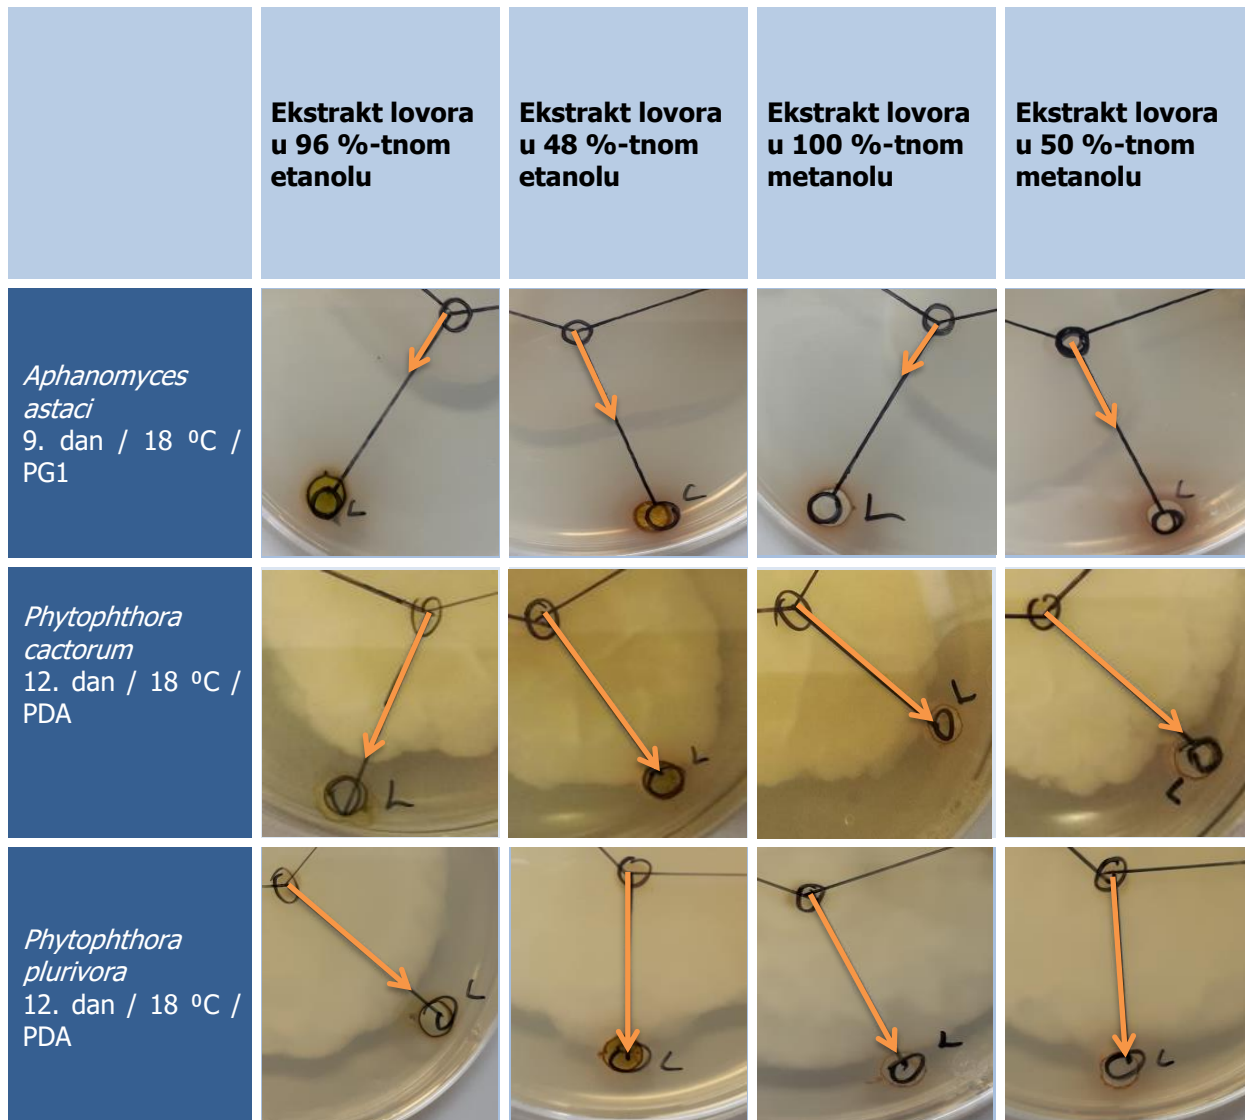 Ekstrakt lovora
u 96 %-tnom
etanolu
Ekstrakt lovora
u 48 %-tnom
etanolu
Ekstrakt lovora
u 100 %-tnom
metanolu
Ekstrakt lovora
u 50 %-tnom
metanolu
Aphanomyces
astaci
9. dan / 18 ⁰C /
PG1
L
L
L
L
Phytophthora
cactorum
12. dan / 18 ⁰C /
PDA
L
L
L
L
Phytophthora
plurivora
12. dan / 18 ⁰C /
PDA
L
L
L
L